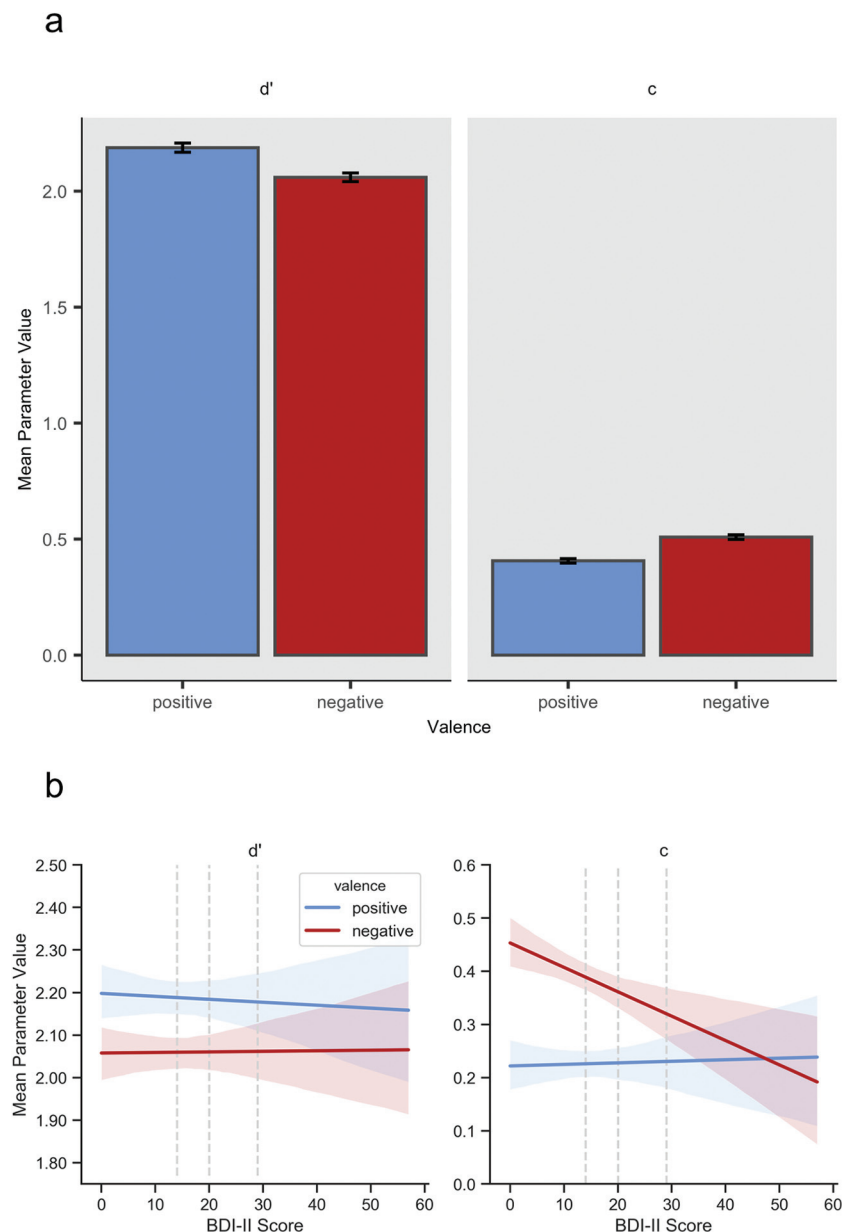 a
d'
c
Mean Parameter Value
2.0
1.5
1.0
0.5
0.0
positive
negative
positive
negative
Valence
b
d'
c
Mean Parameter Value
2.50
2.40
2.30
2.20
2.10
2.00
1.90
1.80
valence
positive
negative
0 10 20 30 40 50 60
BDI-II Score
0.6
0.5
0.4
0.3
0.2
0.1
0.0
0 10 20 30 40 50 60
BDI-II Score